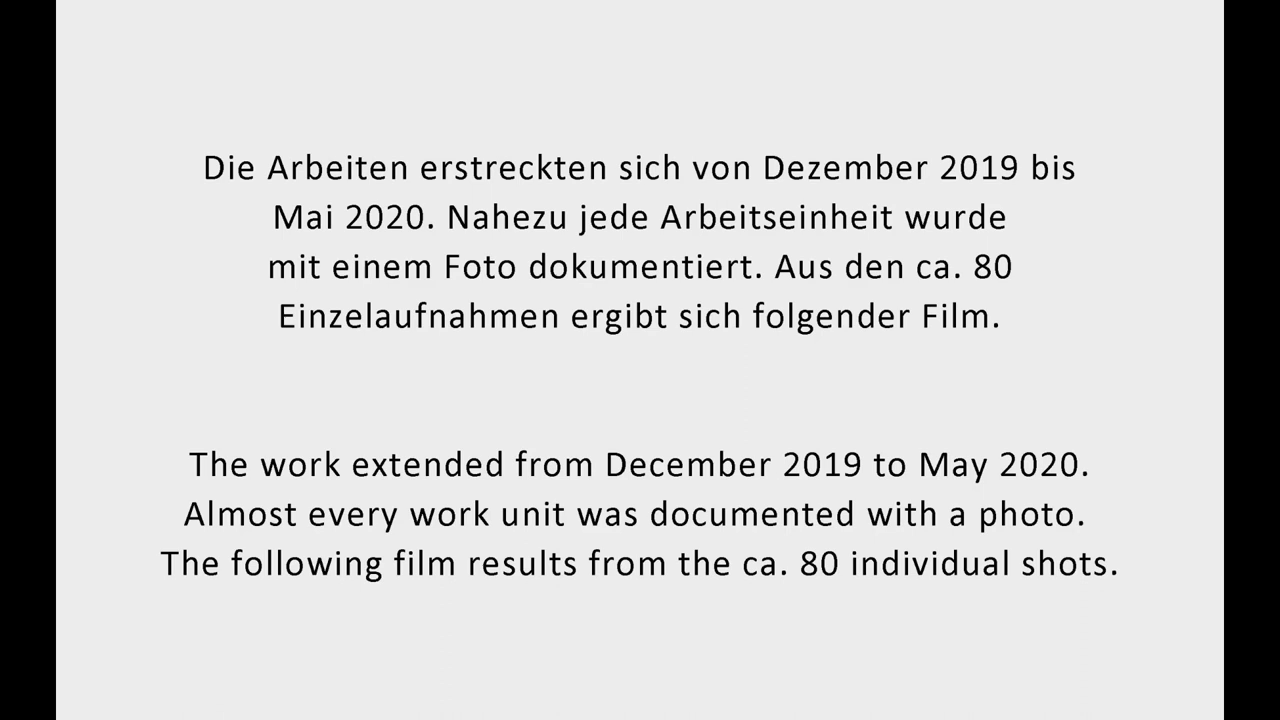 Die Arbeiten erstreckten sich von Dezember 2019 bis
Mai 2020. Nahezu jede Arbeitseinheit wurde
mit einem Foto dokumentiert. Aus den ca. 80
Einzelaufnahmen ergibt sich folgender Film.
The work extended from December 2019 to May 2020.
Almost every work unit was documented with a photo.
The following film results from the ca. 80 individual shots.